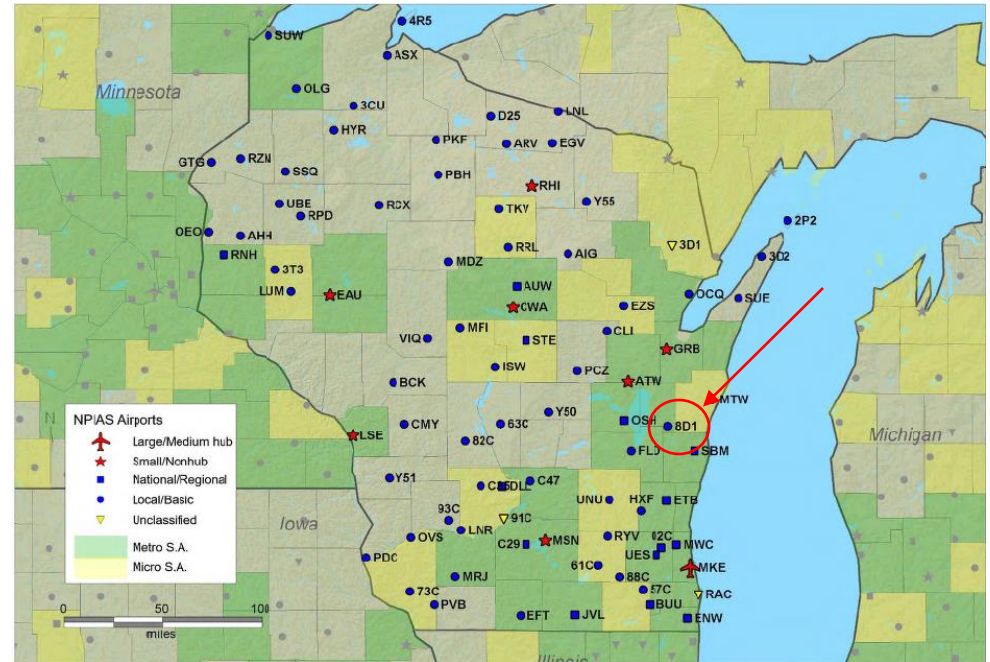 4R5
SUW
ASX
Minnesota
OLG
3CU
D25
LNL
HYR
PKF
ARV
EGV
GTG
RZN
SSQ
PBH
RHI
UBE
RPD
RCX
TKV
Y55
2P2
OEO
AHH
3D1
RNH
RRL
AIG
3D2
MDZ
3T3
LUM
EAU
AUW
OCQ
SUE
CWA
EZS
MFI
CLI
VIQ
STE
GRB
ISW
PCZ
BCK
ATW
MTW
NPIAS Airports
Large/Medium hub
Small/Nonhub
National/Regional
Local/Basic
Unclassified
Metro S.A.
Micro S.A.
0 50 100
miles
LSE
CMY
63C
Y50
OSH
8D1
82C
FLD
SBM
Michigan
Y51
C35
DLL
C47
UNU
HXF
ETB
Iowa
93C
91C
LNR
OVS
C29
MSN
RYV
02C
MWC
UES
PDC
61C
MKE
MRJ
88C
73C
57C
RAC
PVB
EFT
JVL
BUU
ENW